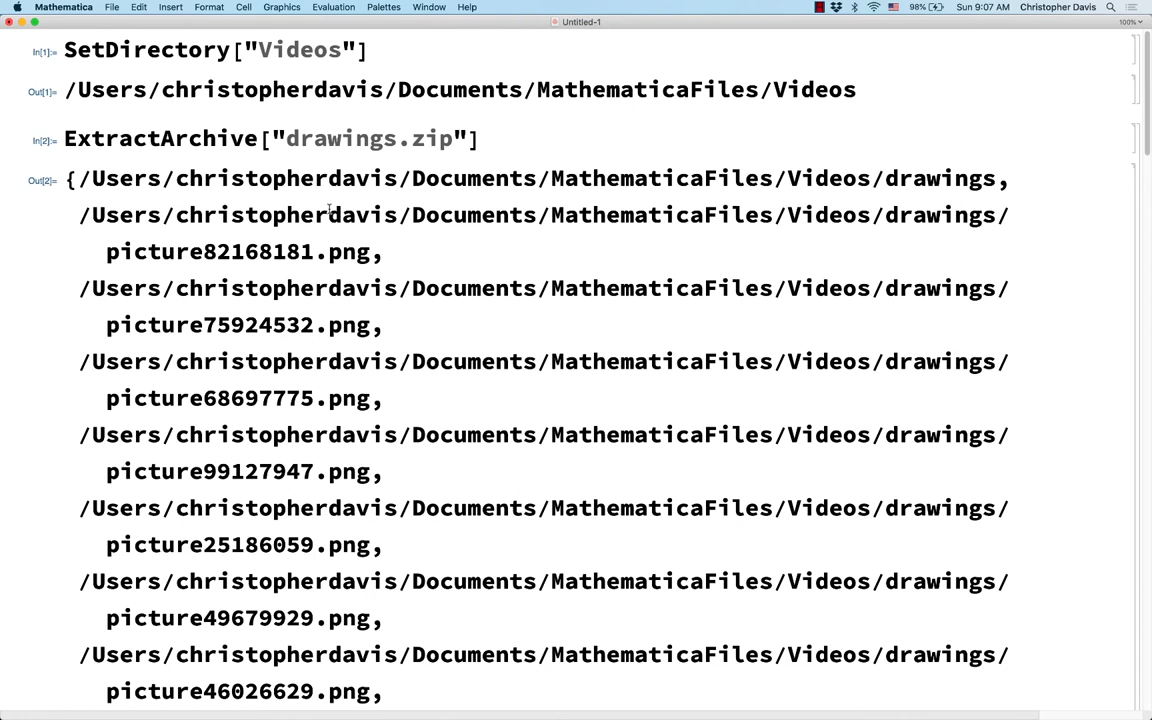 Mathematica File Edit Insert Format Cell Graphics Evaluation Palettes Window Help 98% Sun 9:07 AM Christopher Davis
Untitled-1 100%
In[1]:= SetDirectory["Videos"]
Out[1]= /Users/christopherdavis/Documents/MathematicaFiles/Videos
In[2]:= ExtractArchive["drawings.zip"]
Out[2]= {/Users/christopherdavis/Documents/MathematicaFiles/Videos/drawings,
/Users/christopherdavis/Documents/MathematicaFiles/Videos/drawings/
picture82168181.png,
/Users/christopherdavis/Documents/MathematicaFiles/Videos/drawings/
picture75924532.png,
/Users/christopherdavis/Documents/MathematicaFiles/Videos/drawings/
picture68697775.png,
/Users/christopherdavis/Documents/MathematicaFiles/Videos/drawings/
picture99127947.png,
/Users/christopherdavis/Documents/MathematicaFiles/Videos/drawings/
picture25186059.png,
/Users/christopherdavis/Documents/MathematicaFiles/Videos/drawings/
picture49679929.png,
/Users/christopherdavis/Documents/MathematicaFiles/Videos/drawings/
picture46026629.png,